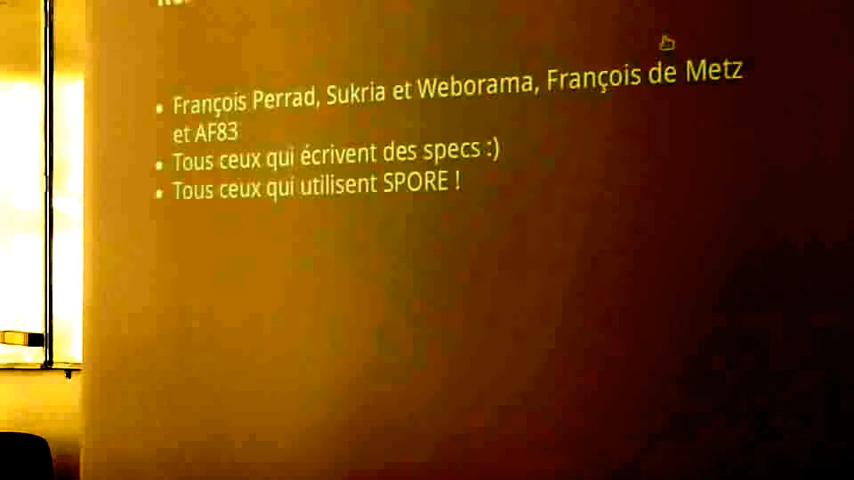 François Perrad, Sukria et Weborama, François de Metz
et AF83
Tous ceux qui écrivent des specs :)
Tous ceux qui utilisent SPORE !